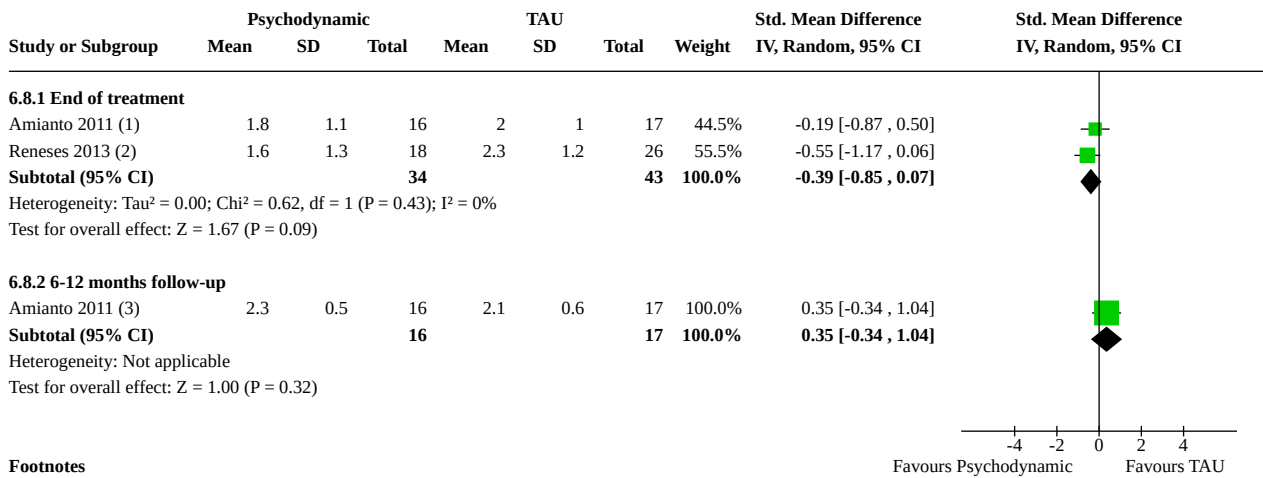 Psychodynamic TAU Std. Mean Difference Std. Mean Difference
Study or Subgroup Mean SD Total Mean SD Total Weight IV, Random, 95% CI IV, Random, 95% CI
6.8.1 End of treatment
Amianto 2011 (1) 1.8 1.1 16 2 1 17 44.5% -0.19 [-0.87 , 0.50]
Reneses 2013 (2) 1.6 1.3 18 2.3 1.2 26 55.5% -0.55 [-1.17 , 0.06]
Subtotal (95% CI) 34 43 100.0% -0.39 [-0.85 , 0.07]
Heterogeneity: Tau² = 0.00; Chi² = 0.62, df = 1 (P = 0.43); I² = 0%
Test for overall effect: Z = 1.67 (P = 0.09)
6.8.2 6-12 months follow-up
Amianto 2011 (3) 2.3 0.5 16 2.1 0.6 17 100.0% 0.35 [-0.34 , 1.04]
Subtotal (95% CI) 16 17 100.0% 0.35 [-0.34 , 1.04]
Heterogeneity: Not applicable
Test for overall effect: Z = 1.00 (P = 0.32)
-4 -2 0 2 4
Footnotes Favours Psychodynamic Favours TAU